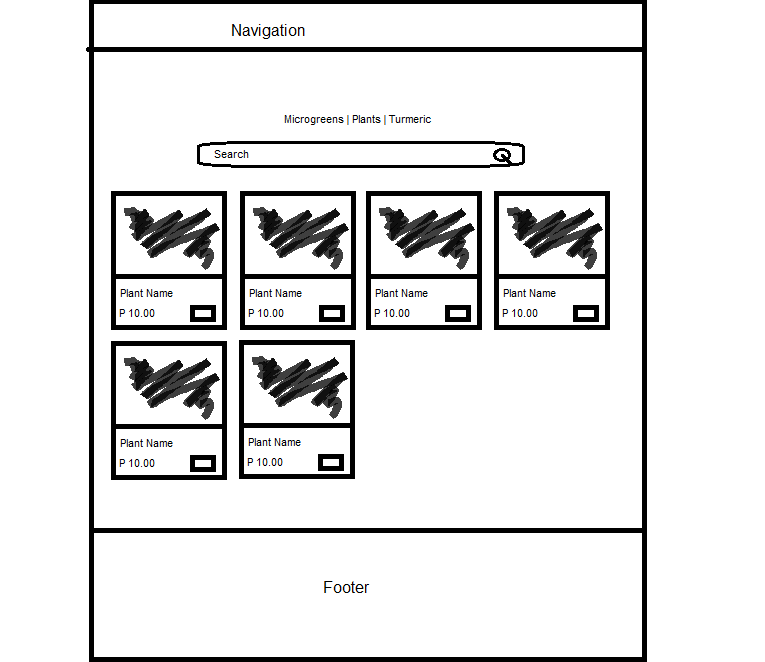 Navigation
Microgreens | Plants | Turmeric
Search
Plant Name
P 10.00
Plant Name
P 10.00
Plant Name
P 10.00
Plant Name
P 10.00
Plant Name
P 10.00
Plant Name
P 10.00
Footer